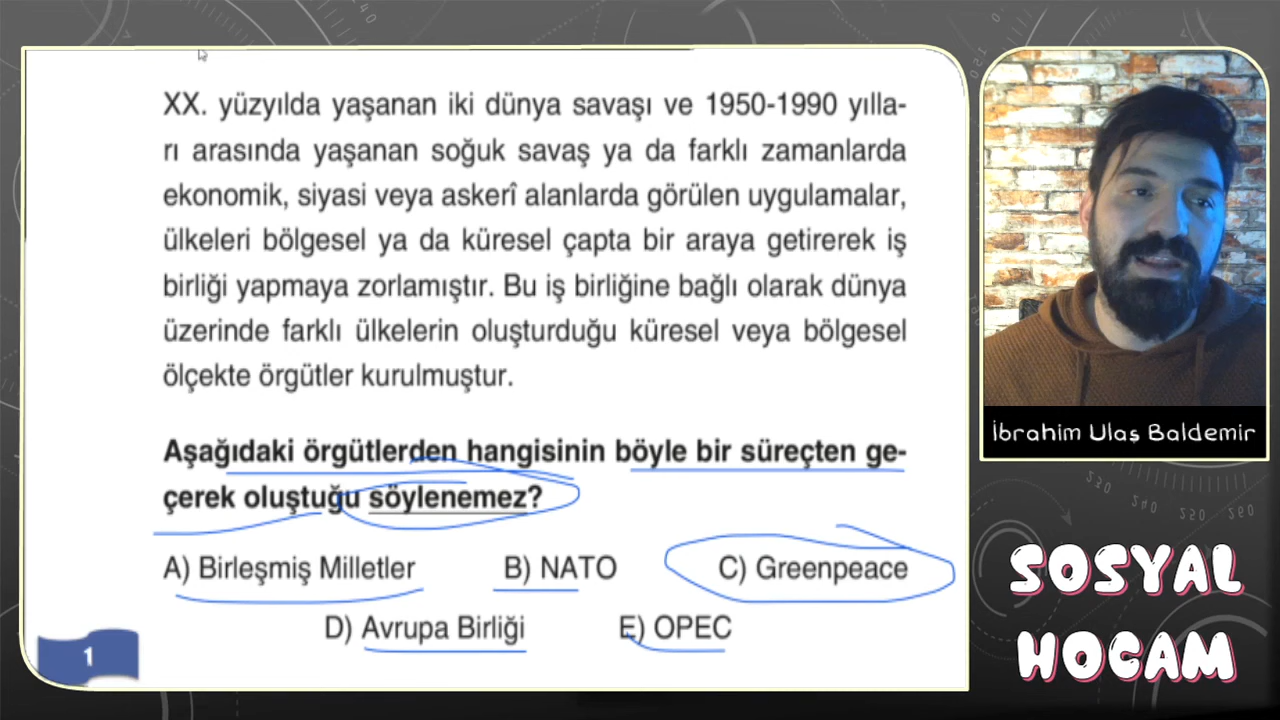 XX. yüzyılda yaşanan iki dünya savaşı ve 1950-1990 yılla-
rı arasında yaşanan soğuk savaş ya da farklı zamanlarda
ekonomik, siyasi veya askerî alanlarda görülen uygulamalar,
ülkeleri bölgesel ya da küresel çapta bir araya getirerek iş
birliği yapmaya zorlamıştır. Bu iş birliğine bağlı olarak dünya
üzerinde farklı ülkelerin oluşturduğu küresel veya bölgesel
ölçekte örgütler kurulmuştur.
Aşağıdaki örgütlerden hangisinin böyle bir süreçten ge-
çerek oluştuğu söylenemez?
A) Birleşmiş Milletler B) NATO C) Greenpeace
D) Avrupa Birliği E) OPEC
1
İbrahim Ulaş Baldemir
230 240 250 260
SOSYAL
HOCAM